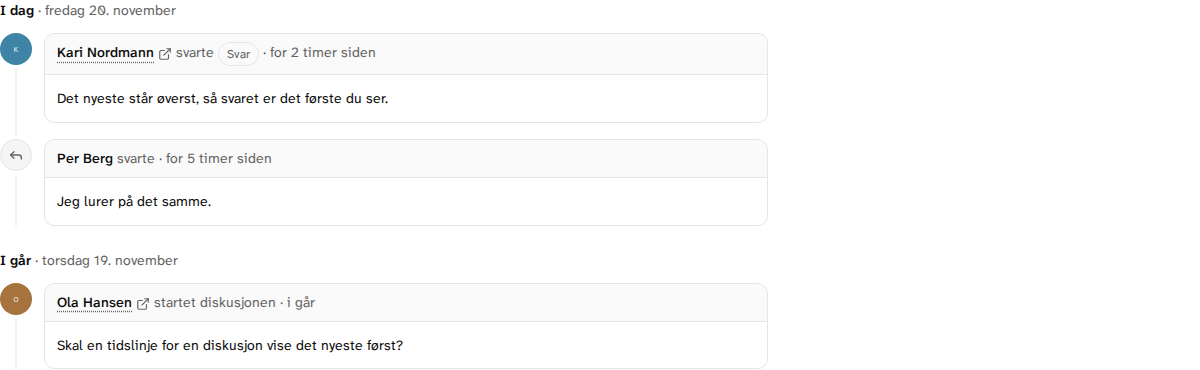 I dag · fredag 20. november
K
Kari Nordmann svarte Svar · for 2 timer siden
Det nyeste står øverst, så svaret er det første du ser.
Per Berg svarte · for 5 timer siden
Jeg lurer på det samme.
I går · torsdag 19. november
O
Ola Hansen startet diskusjonen · i går
Skal en tidslinje for en diskusjon vise det nyeste først?